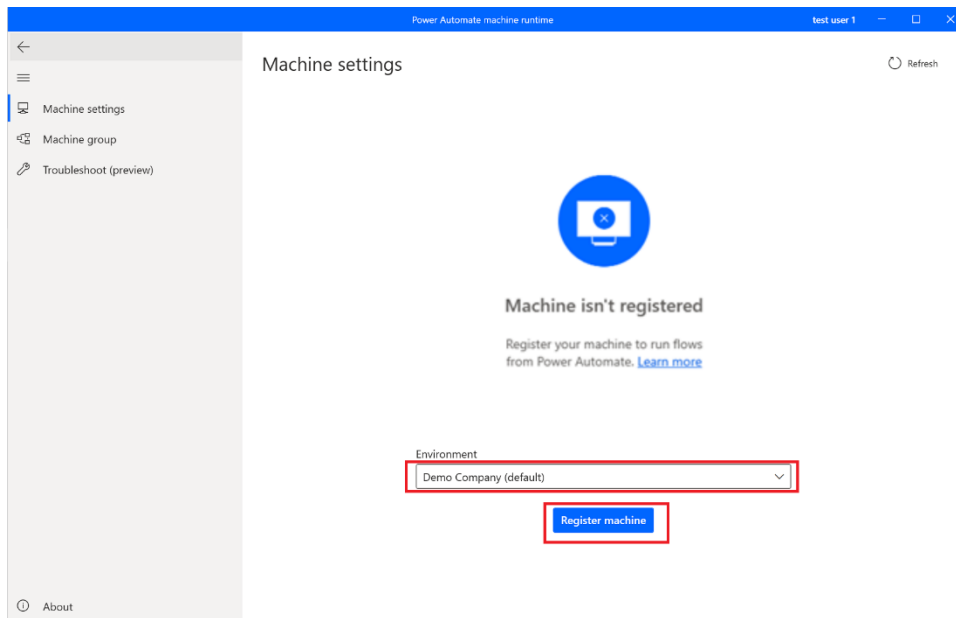 Power Automate machine runtime
test user 1
Machine settings
Machine group
Troubleshoot (preview)
About
Machine settings
Refresh
Machine isn't registered
Register your machine to run flows
from Power Automate. Learn more
Environment
Demo Company (default)
Register machine